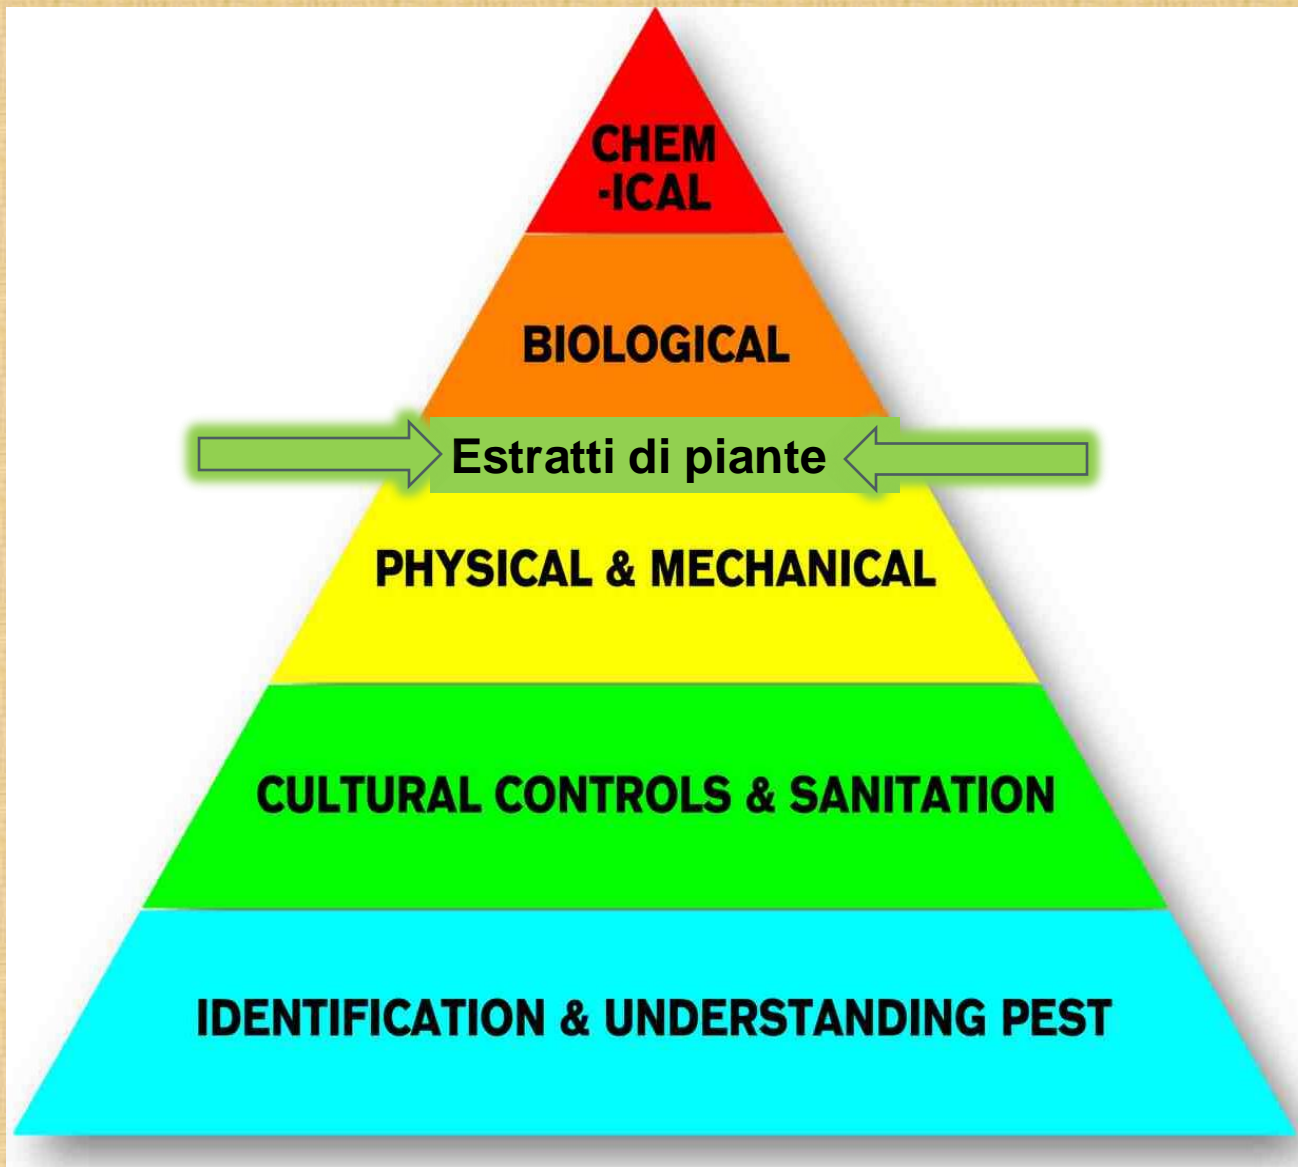 CHEM
-ICAL
BIOLOGICAL
Estratti di piante
PHYSICAL & MECHANICAL
CULTURAL CONTROLS & SANITATION
IDENTIFICATION & UNDERSTANDING PEST